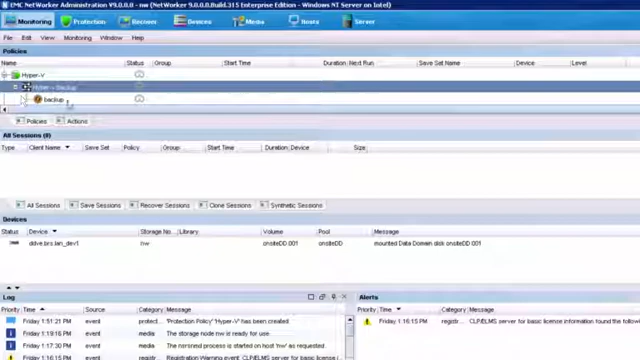 EMC NetWorker Administration V9.0.0.0 - nw (NetWorker 9.0.0.0.Build.315 Enterprise Edition - Windows NT Server on Intel)
Monitoring Protection Recover Devices Media Hosts Server
File Edit View Monitoring Window Help
Policies
Name Status Group Start Time Duration Next Run Save Set Name Device Level
Hyper-V
Hyper-V Backup
backup
Policies Actions
All Sessions (0)
Type Client Name Save Set Policy Group Start Time Duration Device Size
All Sessions Save Sessions Recover Sessions Clone Sessions Synthetic Sessions
Devices
Status Device Storage No... Library Volume Pool Message
ddve.brs.lan_dev1 nw onsiteDD.001 onsiteDD mounted Data Domain disk onsiteDD.001
Log
Priority Time Source Category Message
Friday 1:51:21 PM event protect... 'Protection Policy' 'Hyper-V' has been created.
Friday 1:19:16 PM event media The storage node nw is ready for use.
Friday 1:17:30 PM event media The nsrsnmd process is started on host 'nw' as requested.
Friday 1:16:15 PM event registr... Registration Warning event: CLP/ELMS server for basic license
Alerts
Priority Time Category Message
Friday 1:16:15 PM registr... CLP/ELMS server for basic license information found the followi